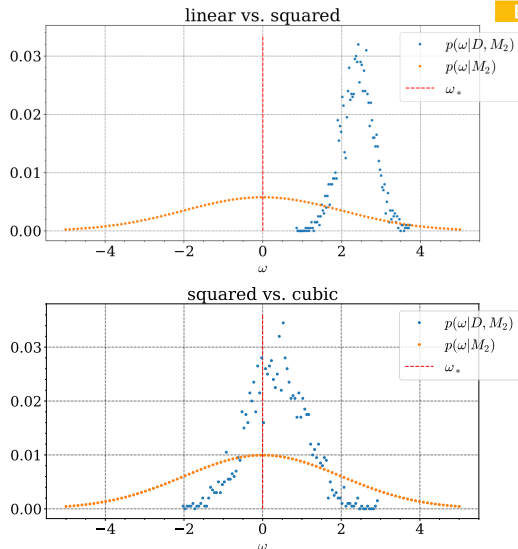 linear vs. squared
0.03
0.02
0.01
0.00
−4 −2 0 2 4
ω
p(ω|D, M₂)
p(ω|M₂)
ω*
squared vs. cubic
0.03
0.02
0.01
0.00
−4 −2 0 2 4
ω
p(ω|D, M₂)
p(ω|M₂)
ω*